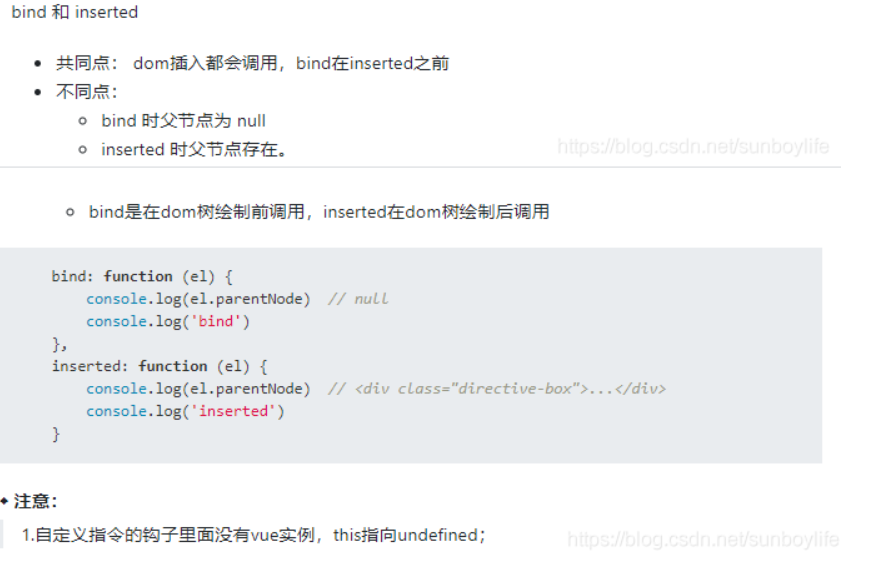 bind 和 inserted
共同点： dom插入都会调用，bind在inserted之前
不同点：
bind 时父节点为 null
inserted 时父节点存在。
https://blog.csdn.net/sunboylife
bind是在dom树绘制前调用，inserted在dom树绘制后调用
bind: function (el) {
console.log(el.parentNode) // null
console.log('bind')
},
inserted: function (el) {
console.log(el.parentNode) // <div class="directive-box">...</div>
console.log('inserted')
}
注意：
1.自定义指令的钩子里面没有vue实例，this指向undefined；
https://blog.csdn.net/sunboylife